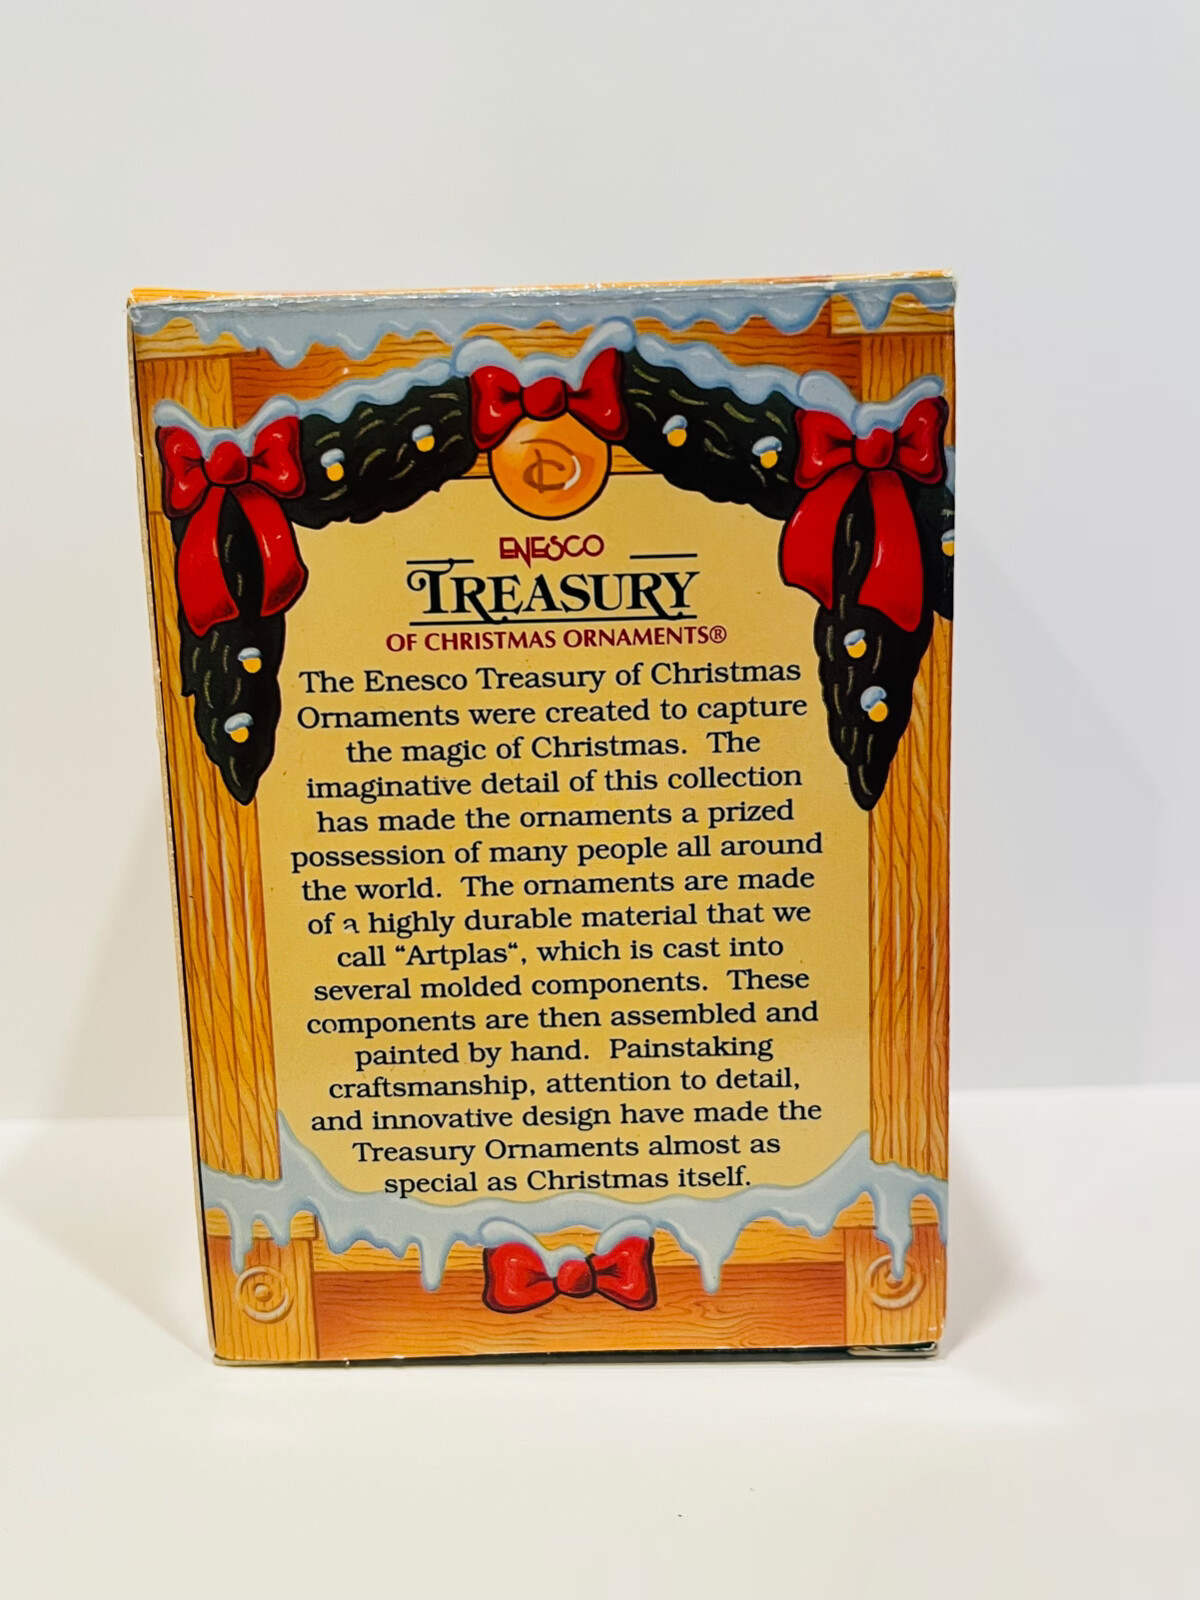 ENESCO
TREASURY
OF CHRISTMAS ORNAMENTS®
The Enesco Treasury of Christmas
Ornaments were created to capture
the magic of Christmas. The
imaginative detail of this collection
has made the ornaments a prized
possession of many people all around
the world. The ornaments are made
of a highly durable material that we
call “Artplas“, which is cast into
several molded components. These
components are then assembled and
painted by hand. Painstaking
craftsmanship, attention to detail,
and innovative design have made the
Treasury Ornaments almost as
special as Christmas itself.